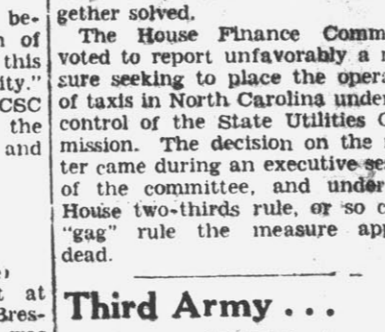 be-
n of
this
ity."
CSC
the
and
t at
Bres-
gether solved.
The House Finance Comm
voted to report unfavorably a
sure seeking to place the opera
of taxis in North Carolina under
control of the State Utilities C
mission. The decision on the
ter came during an executive se
of the committee, and under
House two-thirds rule, or so c
"gag" rule the measure app
dead.
Third Army . . .